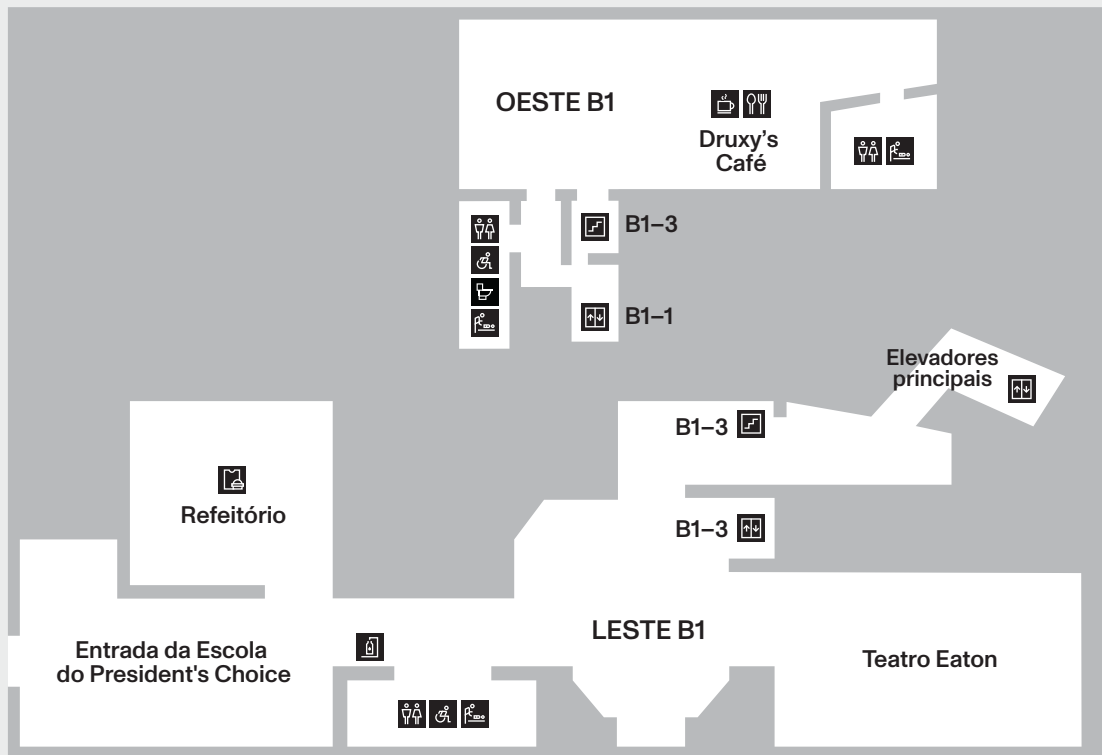 OESTE B1
Druxy’s
Café
B1–3
B1–1
Elevadores
principais
B1–3
Refeitório
B1–3
LESTE B1
Entrada da Escola
do President's Choice
Teatro Eaton